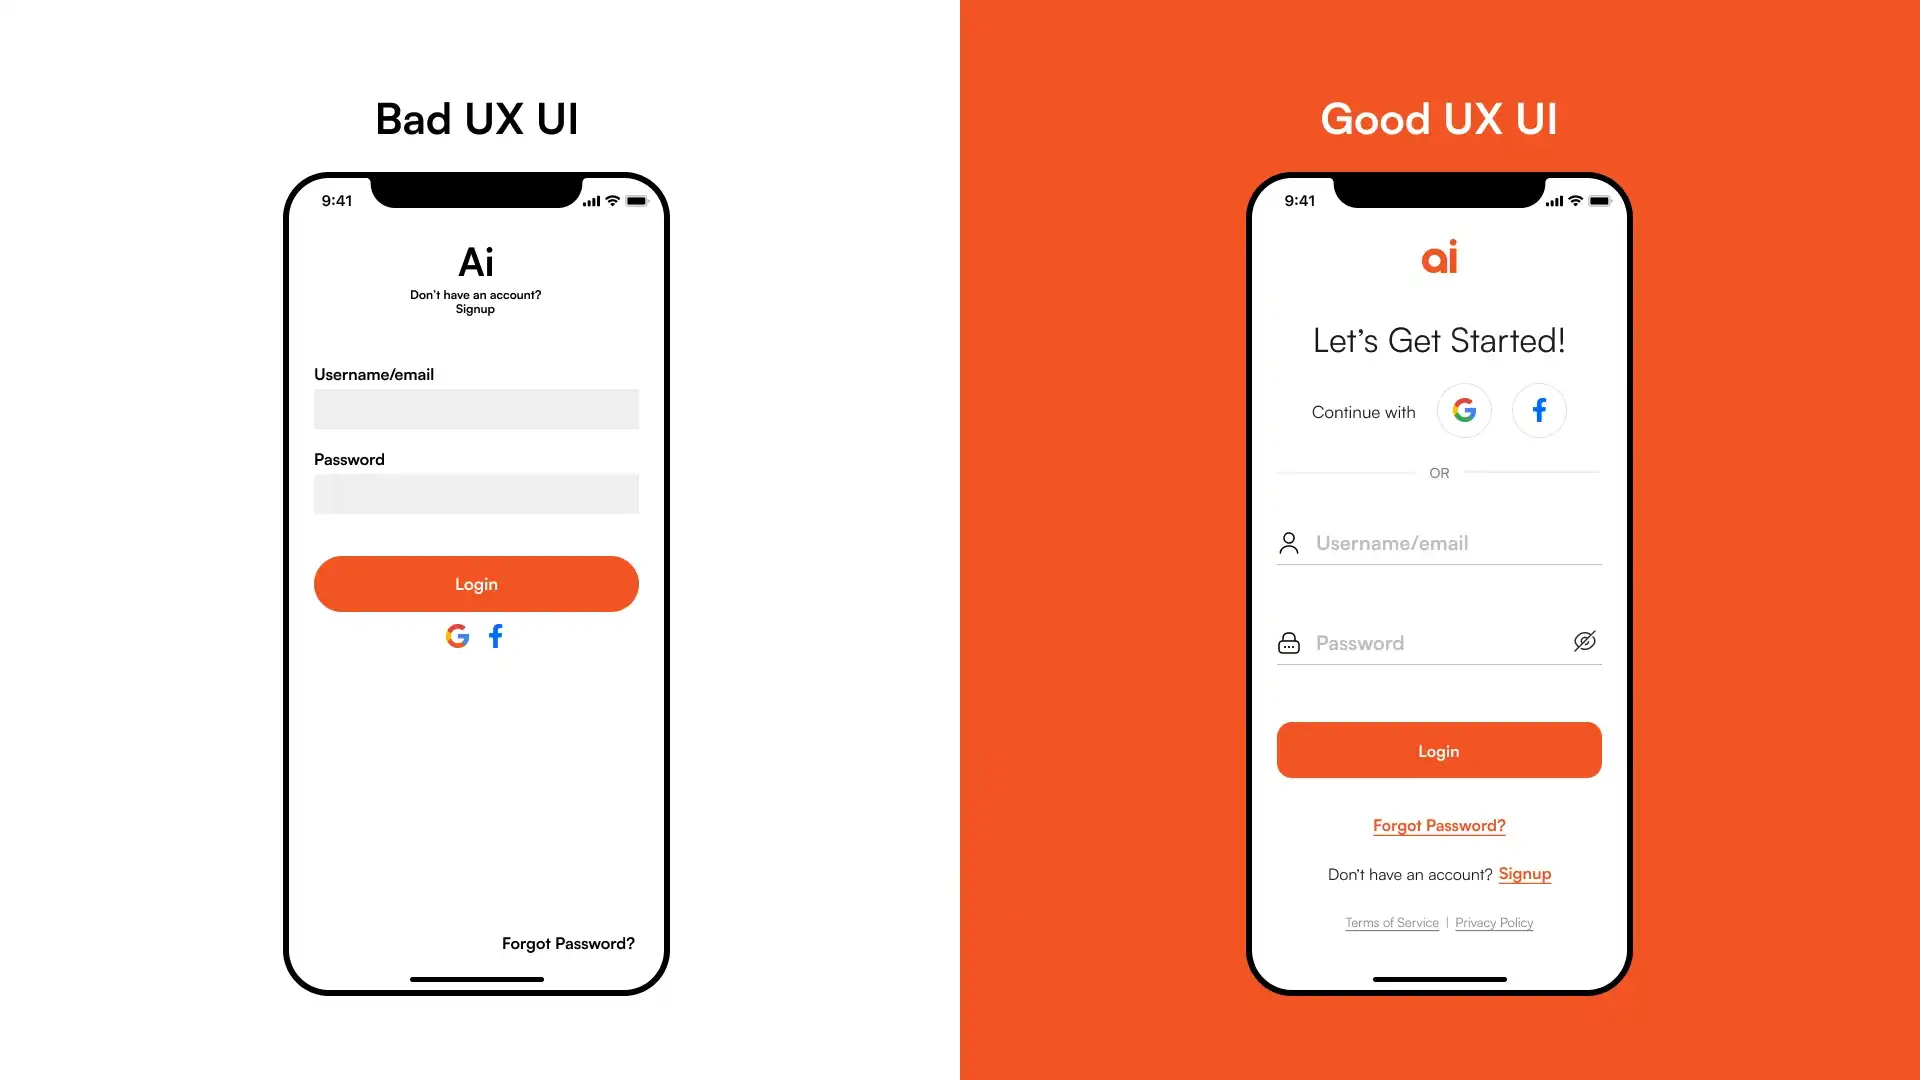 Bad UX UI
9:41
Ai
Don't have an account?
Signup
Username/email
Password
Login
Forgot Password?
Good UX UI
9:41
ai
Let's Get Started!
Continue with
OR
Username/email
Password
Login
Forgot Password?
Don't have an account? Signup
Terms of Service | Privacy Policy